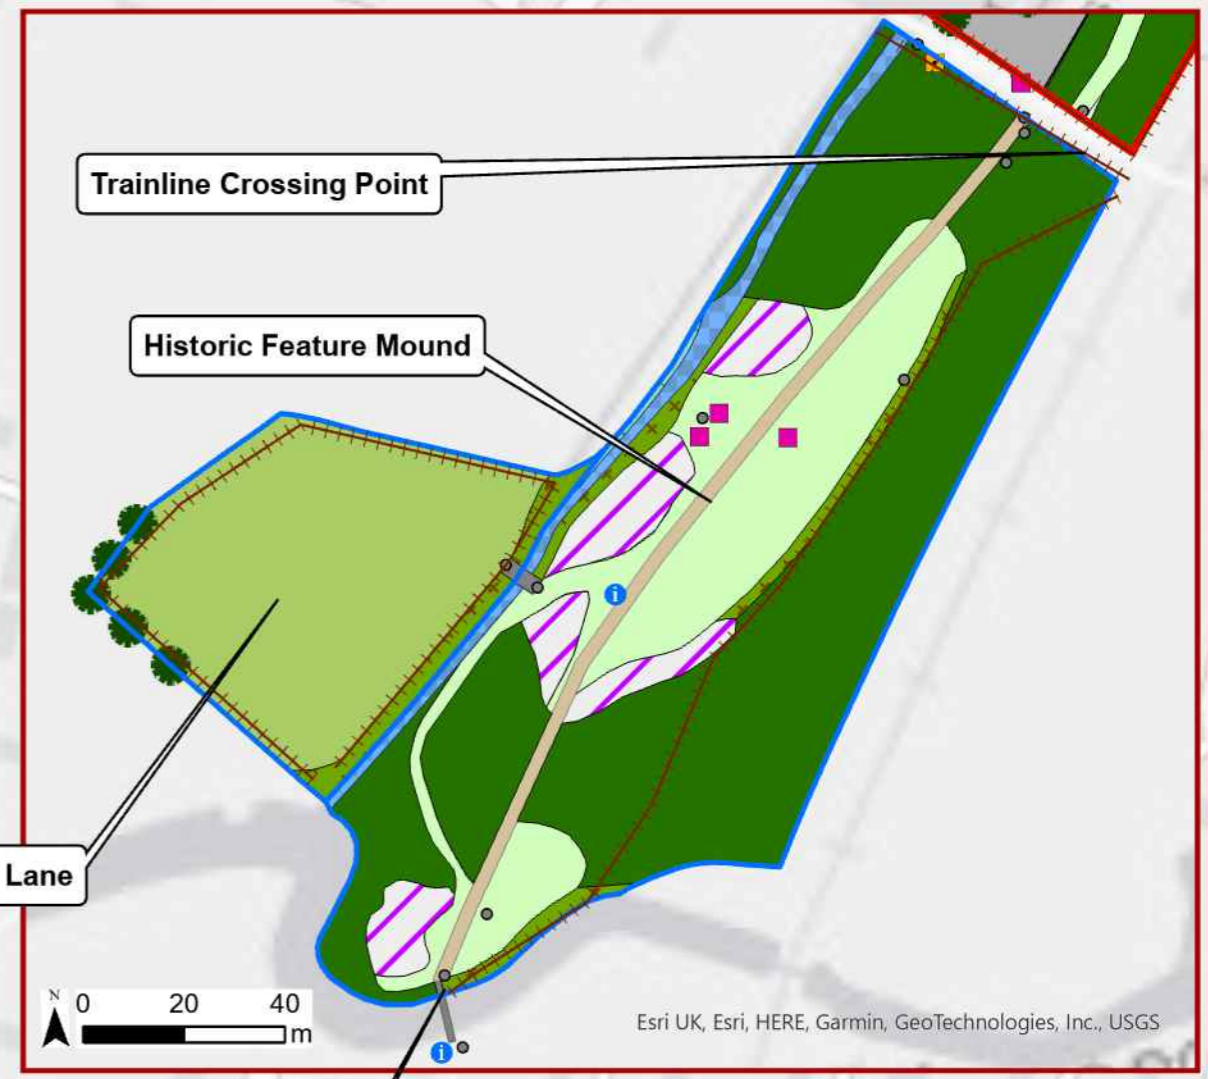 Trainline Crossing Point
Historic Feature Mound
Lane
N
0 20 40
m
i
i
Esri UK, Esri, HERE, Garmin, GeoTechnologies, Inc., USGS